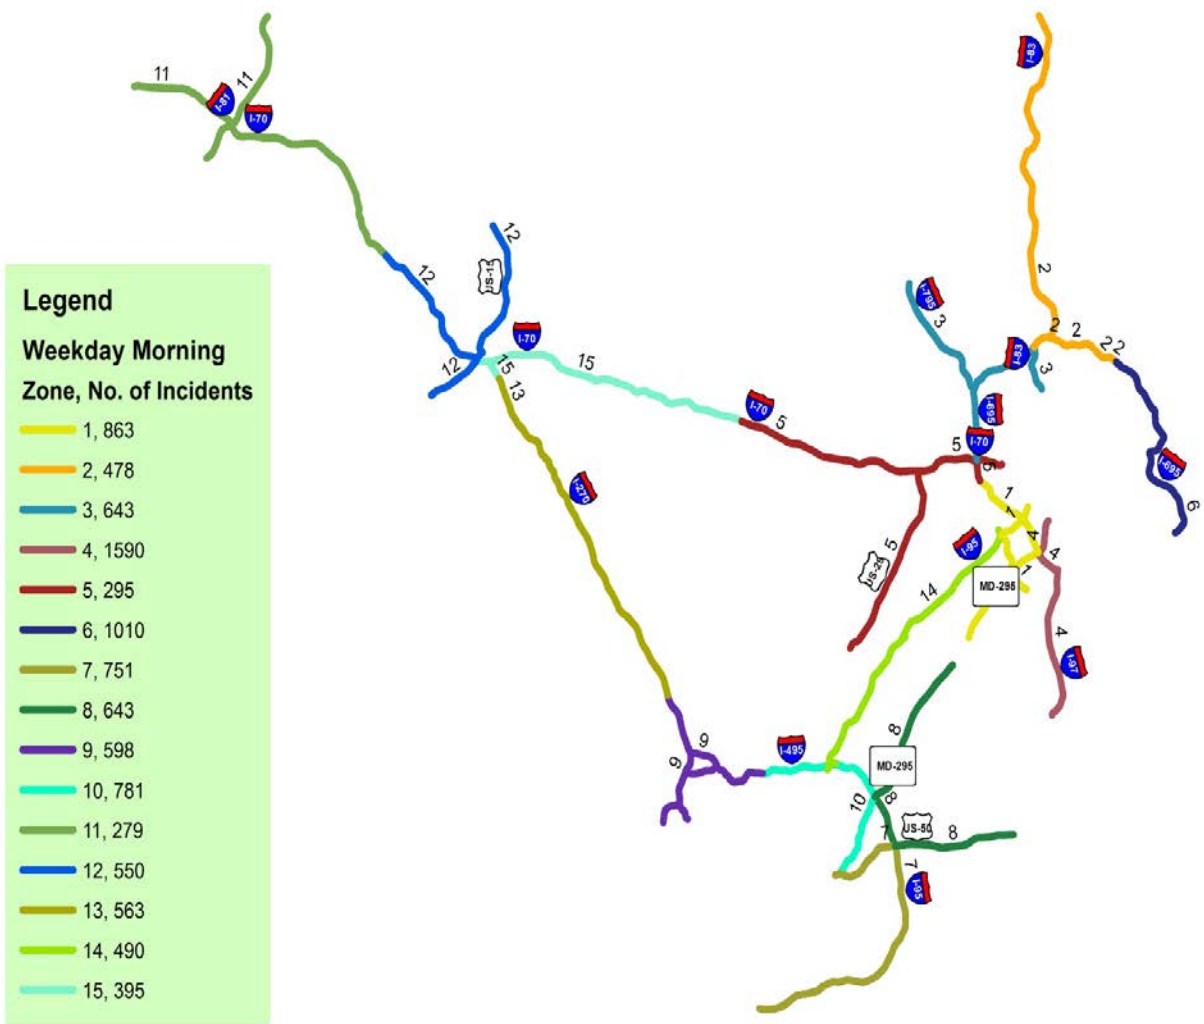 I-83
11
11
I-81
I-70
12
US-15
12
2
I-795
3
2
2
2
2
I-83
3
I-70
15
15
12
13
I-70
5
I-695
I-70
5
5
I-695
6
I-270
1
1
4
4
I-95
5
US-29
1
MD-295
14
4
I-97
8
9
9
I-495
MD-295
10
8
7
US-50
8
7
I-95
Legend
Weekday Morning
Zone, No. of Incidents
1, 863
2, 478
3, 643
4, 1590
5, 295
6, 1010
7, 751
8, 643
9, 598
10, 781
11, 279
12, 550
13, 563
14, 490
15, 395